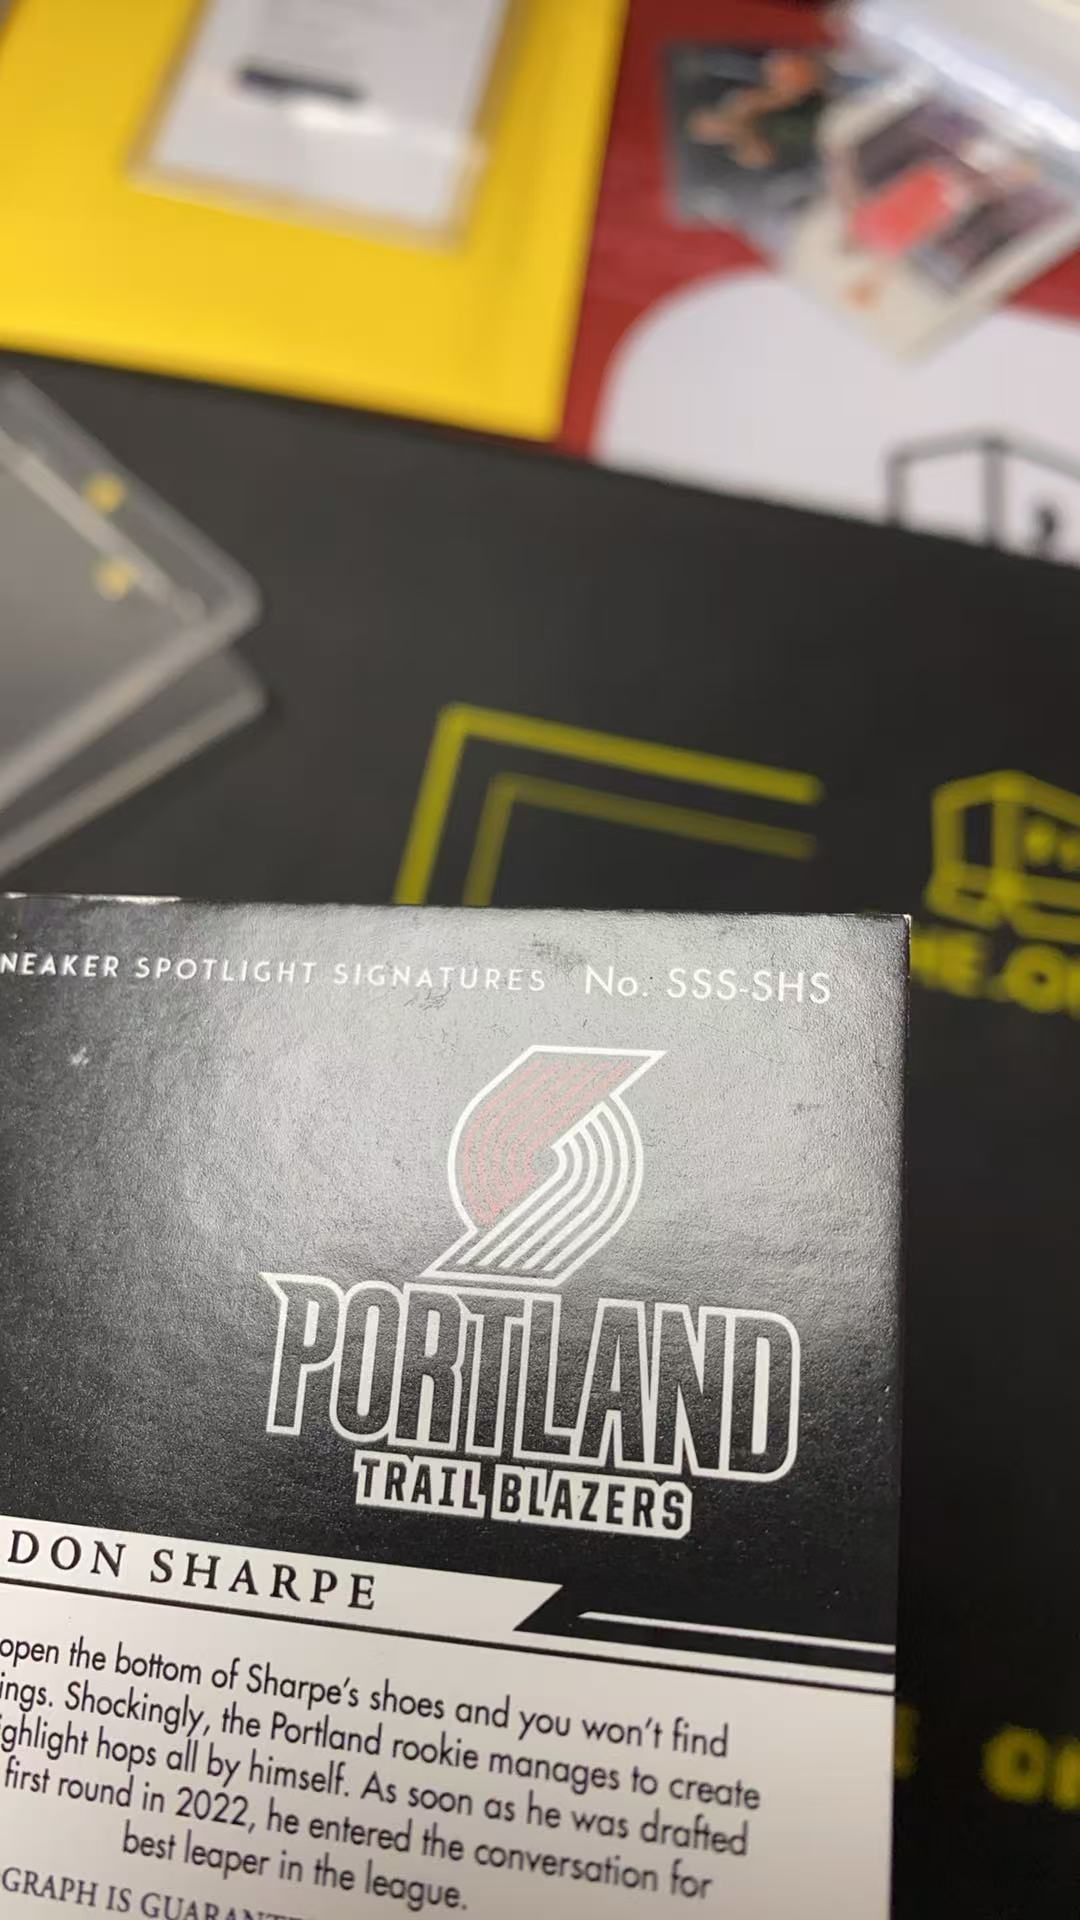 NEAKER SPOTLIGHT SIGNATURES No. SSS-SHS
PORTLAND
TRAIL BLAZERS
DON SHARPE
open the bottom of Sharpe's shoes and you won't find
ings. Shockingly, the Portland rookie manages to create
ghlight hops all by himself. As soon as he was drafted
first round in 2022, he entered the conversation for
best leaper in the league.
GRAPH IS GUARANTE